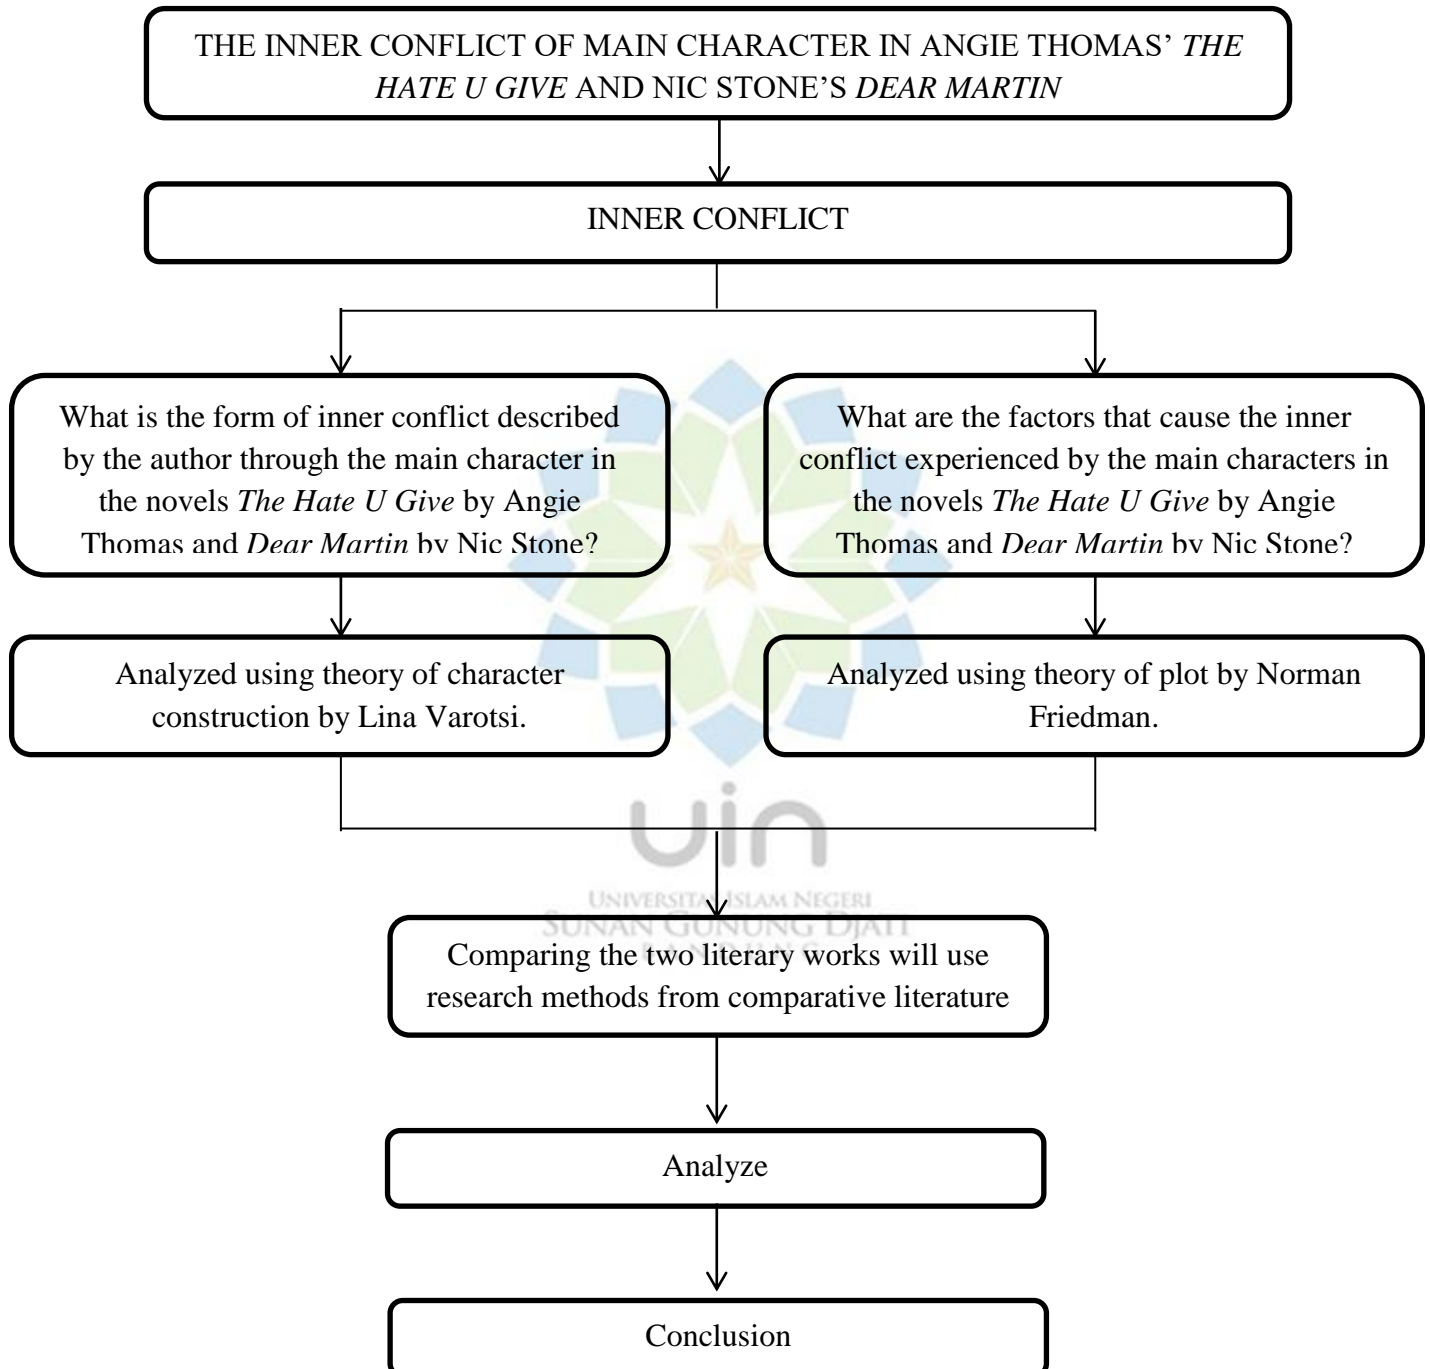 THE INNER CONFLICT OF MAIN CHARACTER IN ANGIE THOMAS’ THE
HATE U GIVE AND NIC STONE’S DEAR MARTIN
INNER CONFLICT
What is the form of inner conflict described
by the author through the main character in
the novels The Hate U Give by Angie
Thomas and Dear Martin by Nic Stone?
What are the factors that cause the inner
conflict experienced by the main characters in
the novels The Hate U Give by Angie
Thomas and Dear Martin by Nic Stone?
Analyzed using theory of character
construction by Lina Varotsi.
Analyzed using theory of plot by Norman
Friedman.
uin
UNIVERSITAS ISLAM NEGERI
SUNAN GUNUNG DJATI
BANDUNG
Comparing the two literary works will use
research methods from comparative literature
Analyze
Conclusion